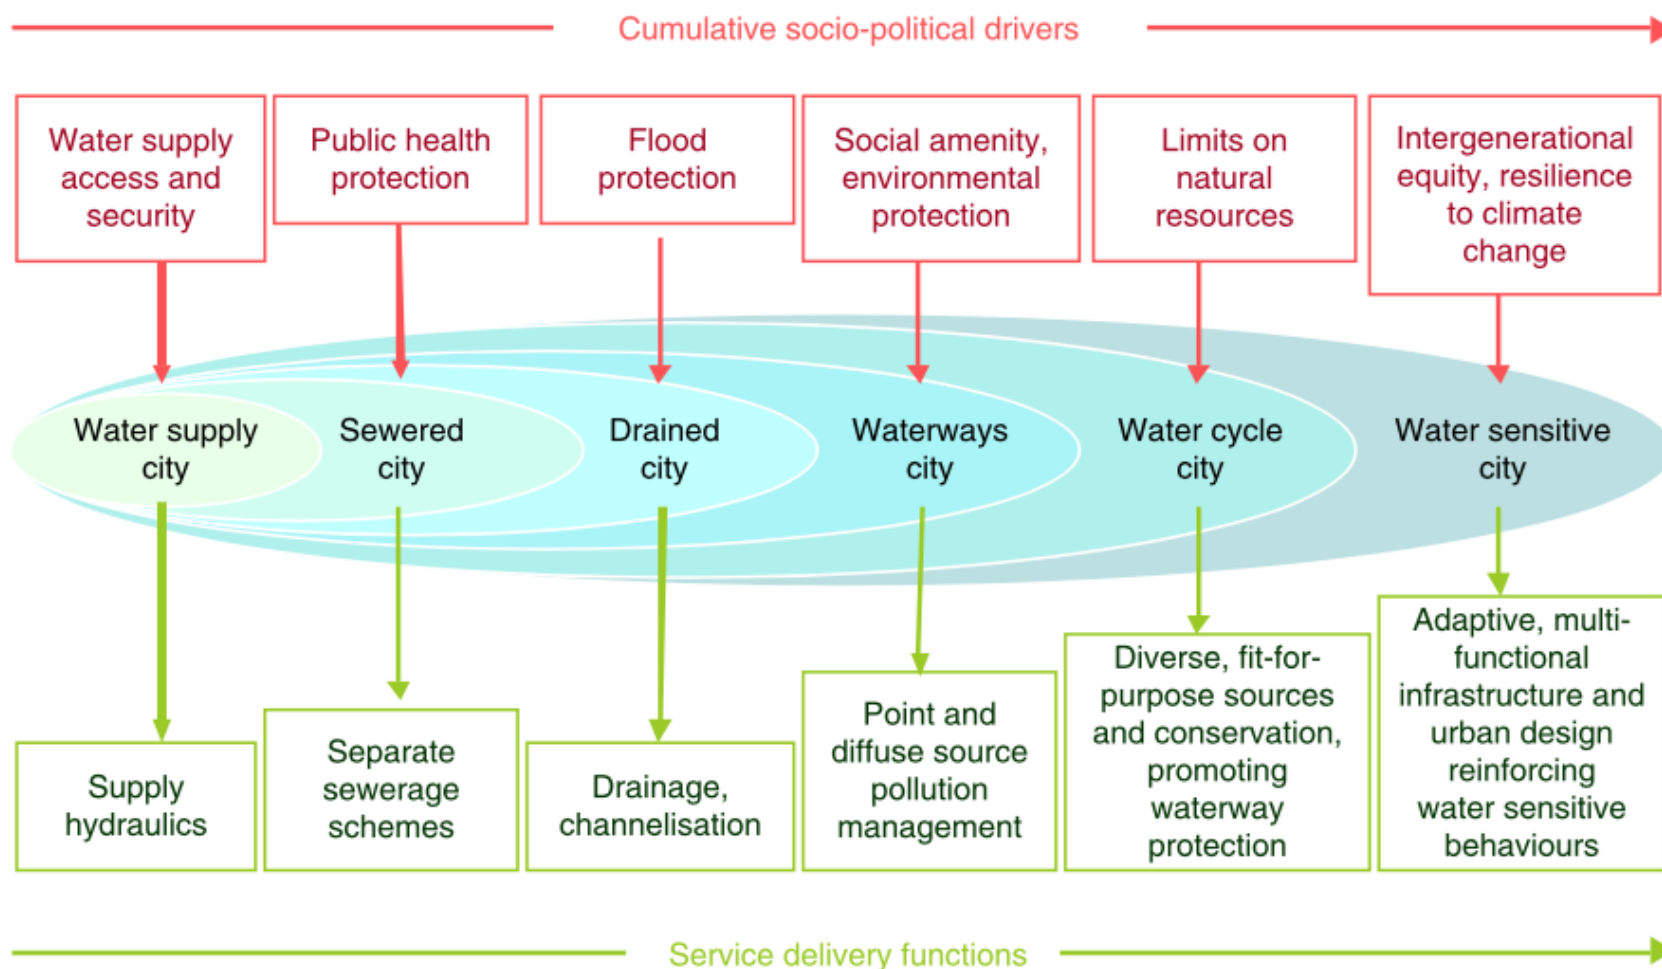 Cumulative socio-political drivers
Water supply
access and
security
Public health
protection
Flood
protection
Social amenity,
environmental
protection
Limits on
natural
resources
Intergenerational
equity, resilience
to climate
change
Water supply
city
Sewered
city
Drained
city
Waterways
city
Water cycle
city
Water sensitive
city
Supply
hydraulics
Separate
sewerage
schemes
Drainage,
channelisation
Point and
diffuse source
pollution
management
Diverse, fit-for-
purpose sources
and conservation,
promoting
waterway
protection
Adaptive, multi-
functional
infrastructure and
urban design
reinforcing
water sensitive
behaviours
Service delivery functions